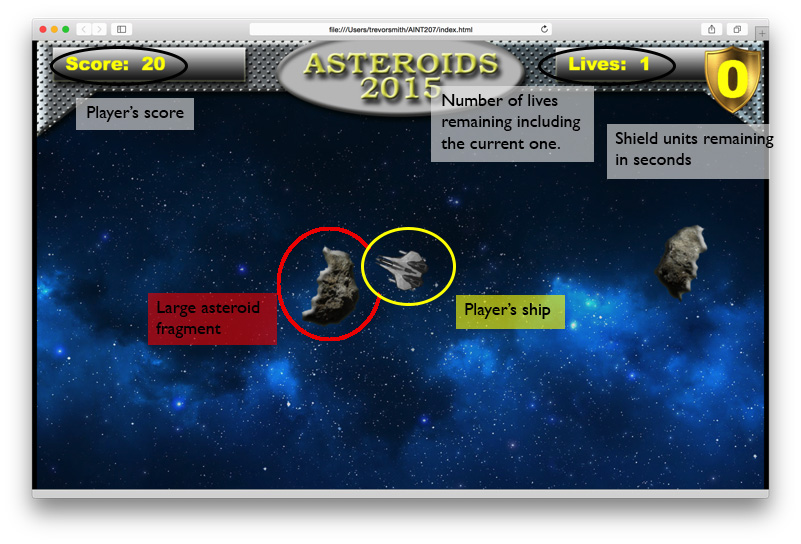 file:///Users/trevorsmith/AINT207/index.html
Score: 20
ASTEROIDS
2015
Lives: 1
0
Player's score
Number of lives
remaining including
the current one.
Shield units remaining
in seconds
Large asteroid
fragment
Player's ship